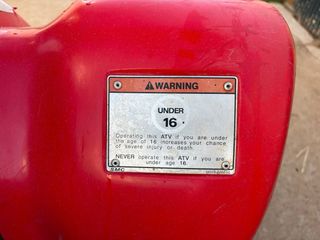 WARNING
UNDER
16
Operating this ATV if you are under
the age of 16 increases your chance
of severe injury or death.
NEVER operate this ATV if you are
under age 16.